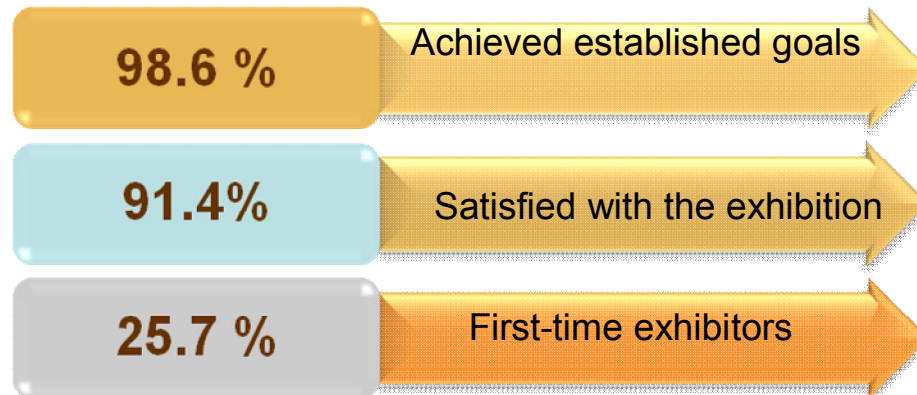 98.6 %
Achieved established goals
91.4%
Satisfied with the exhibition
25.7 %
First-time exhibitors